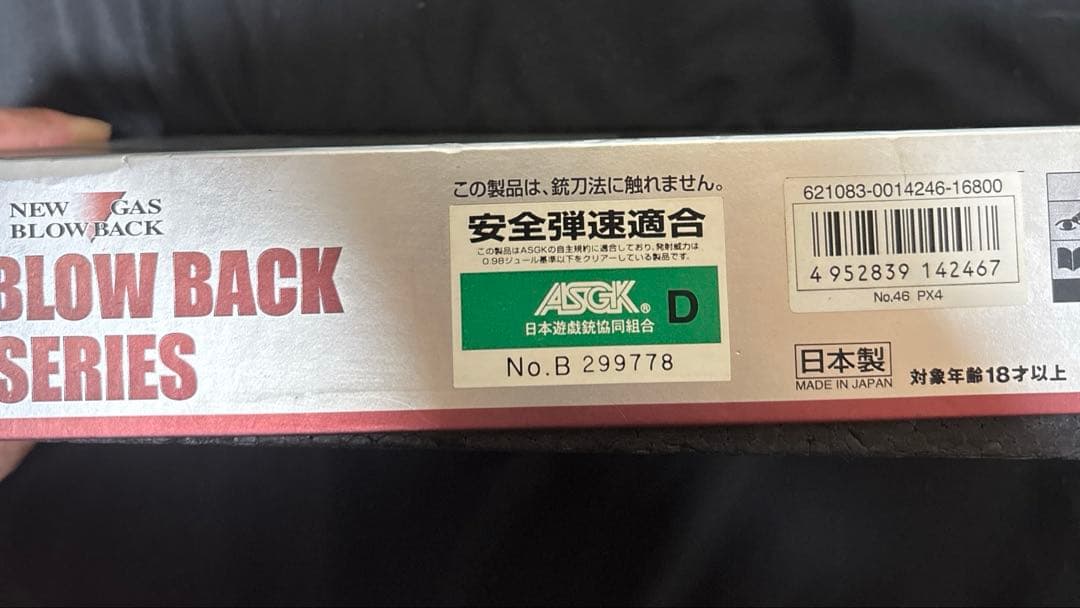 NEW GAS
BLOW BACK
BLOW BACK
SERIES
この製品は、銃刀法に触れません。
安全弾速適合
この製品はASGKの自主規約に適合しており、発射威力は
0.98ジュール基準以下をクリアーしている製品です。
ASGK® D
日本遊戯銃協同組合
No.B 299778
621083-0014246-16800
4 952839 142467
No.46 PX4
日本製
MADE IN JAPAN
対象年齢18才以上